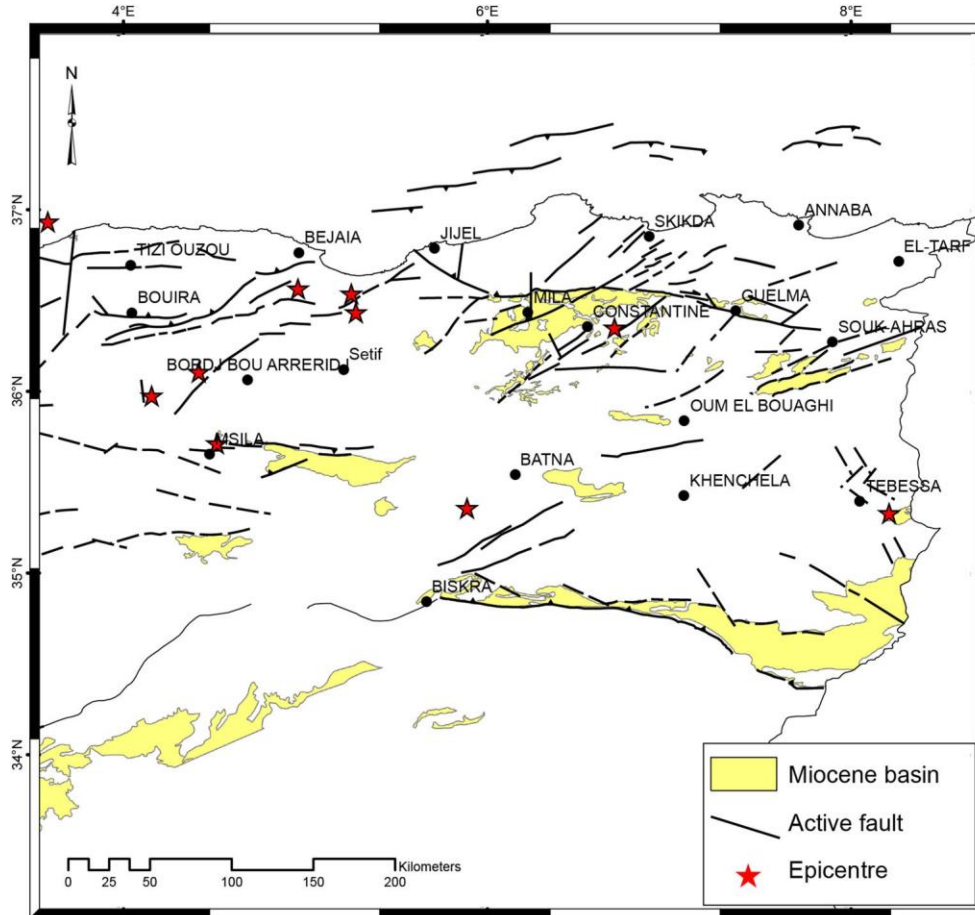 4°E 6°E 8°E
N
37°N
SKIKDA
ANNABA
TIZI OUZOU
BEJAIA
JIJEL
EL-TARF
BOUIRA
MILA
CONSTANTINE
GUELMA
SOUK-AHRAS
Setif
BORDJ BOU ARRERIDJ
36°N
OUM EL BOUAGHI
MSILA
BATNA
KHENCHELA
TEBESSA
35°N
BISKRA
34°N
Miocene basin
Active fault
Epicentre
Kilometers
0 25 50 100 150 200